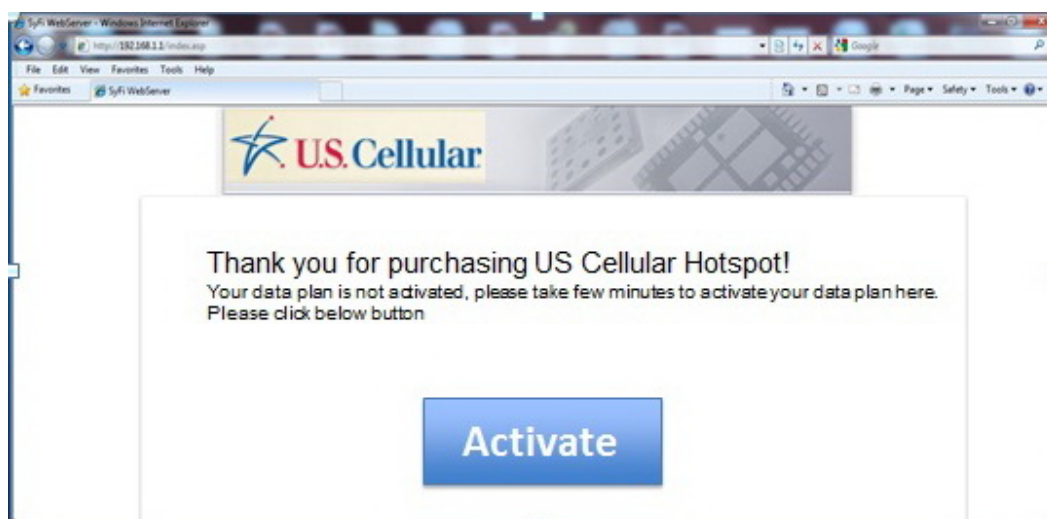 SyFi WebServer - Windows Internet Explorer
http://192.168.1.1/index.asp
Google
File Edit View Favorites Tools Help
Favorites SyFi WebServer Page Safety Tools
U.S. Cellular
Thank you for purchasing US Cellular Hotspot!
Your data plan is not activated, please take few minutes to activate your data plan here.
Please click below button
Activate